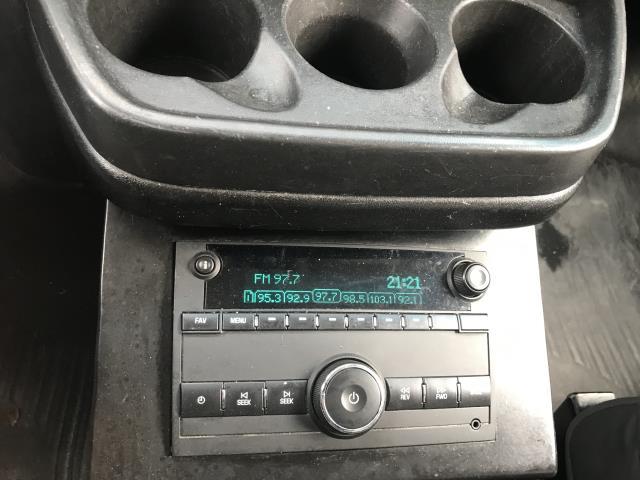 FM 97.7 21:21
1 95.3 92.9 97.7 98.5 103.1 92.1
FAV MENU
SEEK SEEK REV FWD